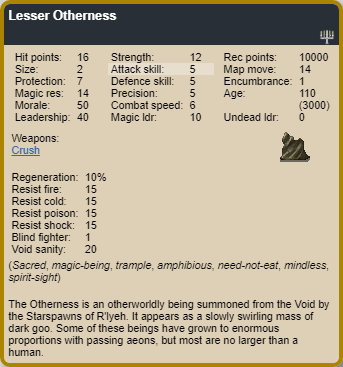 Lesser Otherness
Hit points: 16 Strength: 12 Rec points: 10000
Size: 2 Attack skill: 5 Map move: 14
Protection: 7 Defence skill: 5 Encumbrance: 1
Magic res: 14 Precision: 5 Age: 110
Morale: 50 Combat speed: 6 (3000)
Leadership: 40 Magic ldr: 10 Undead ldr: 0
Weapons:
Crush
Regeneration: 10%
Resist fire: 15
Resist cold: 15
Resist poison: 15
Resist shock: 15
Blind fighter: 1
Void sanity: 20
(Sacred, magic-being, trample, amphibious, need-not-eat, mindless,
spirit-sight)
The Otherness is an otherworldly being summoned from the Void by
the Starspawns of R'lyeh. It appears as a slowly swirling mass of
dark goo. Some of these beings have grown to enormous
proportions with passing aeons, but most are no larger than a
human.